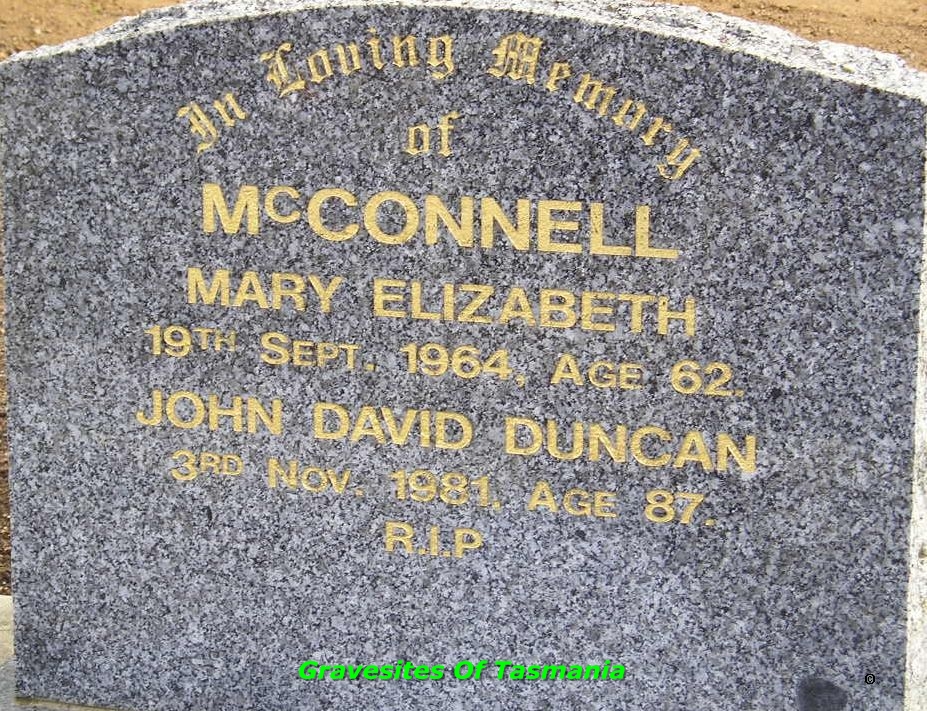 In Loving Memory
of
McCONNELL
MARY ELIZABETH
19TH SEPT. 1964, AGE 62.
JOHN DAVID DUNCAN
3RD NOV. 1981, AGE 87.
R.I.P
Gravesites Of Tasmania
©